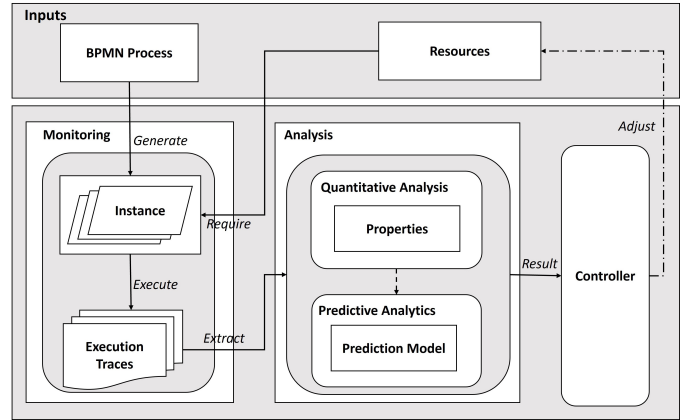 Inputs
BPMN Process
Resources
Adjust
Monitoring
Analysis
Generate
Quantitative Analysis
Instance
Properties
Require
Result
Controller
Execute
Predictive Analytics
Extract
Prediction Model
Execution
Traces